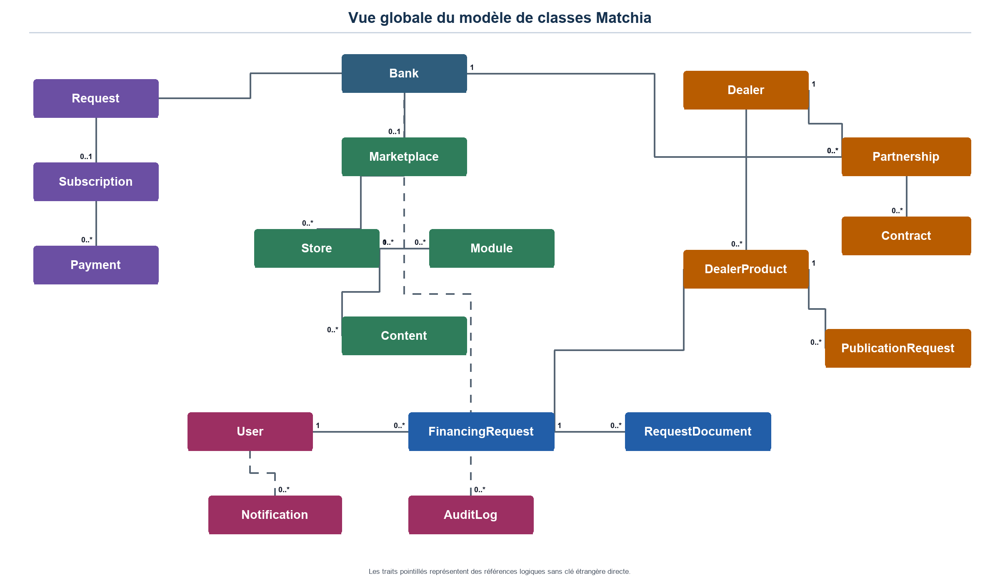 Vue globale du modèle de classes Matchia
Bank
1
Dealer
1
Request
0..1
Marketplace
0..*
Partnership
0..1
Subscription
0..*
0..*
Contract
0..*
Store
0..*
0..*
Module
0..*
Payment
0..*
DealerProduct
1
0..*
Content
0..*
PublicationRequest
User
1
0..*
FinancingRequest
1
0..*
RequestDocument
0..*
Notification
0..*
AuditLog
Les traits pointillés représentent des références logiques sans clé étrangère directe.